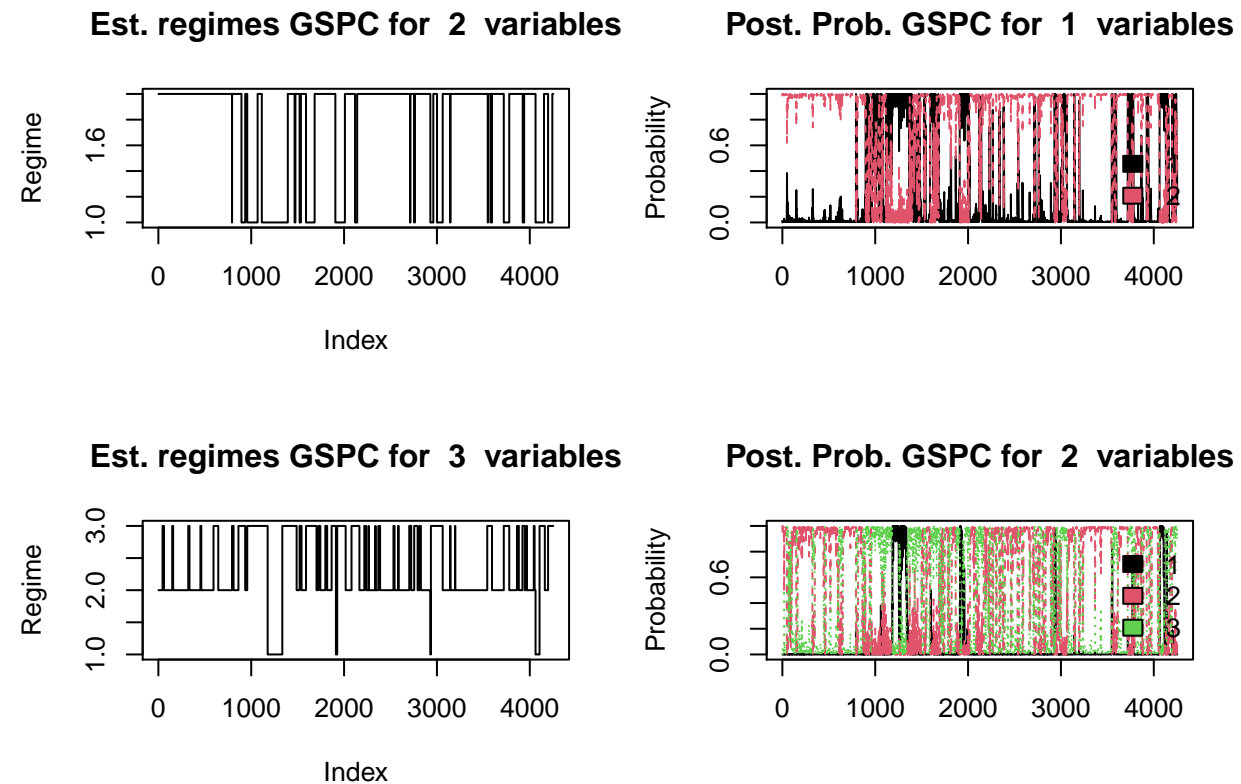 Est. regimes GSPC for 2 variables
Regime
1.0 1.6
0 1000 2000 3000 4000
Index
Post. Prob. GSPC for 1 variables
Probability
0.0 0.6
1
2
0 1000 2000 3000 4000
Est. regimes GSPC for 3 variables
Regime
1.0 2.0 3.0
0 1000 2000 3000 4000
Index
Post. Prob. GSPC for 2 variables
Probability
0.0 0.6
1
2
3
0 1000 2000 3000 4000